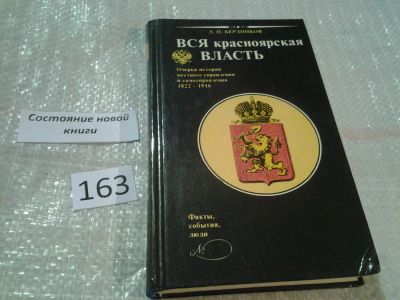 Состояние новой
книги
163
Л. П. БЕРДНИКОВ
ВСЯ красноярская
ВЛАСТЬ
Очерки истории
местного управления
и самоуправления
1822 - 1916
Факты,
события,
люди